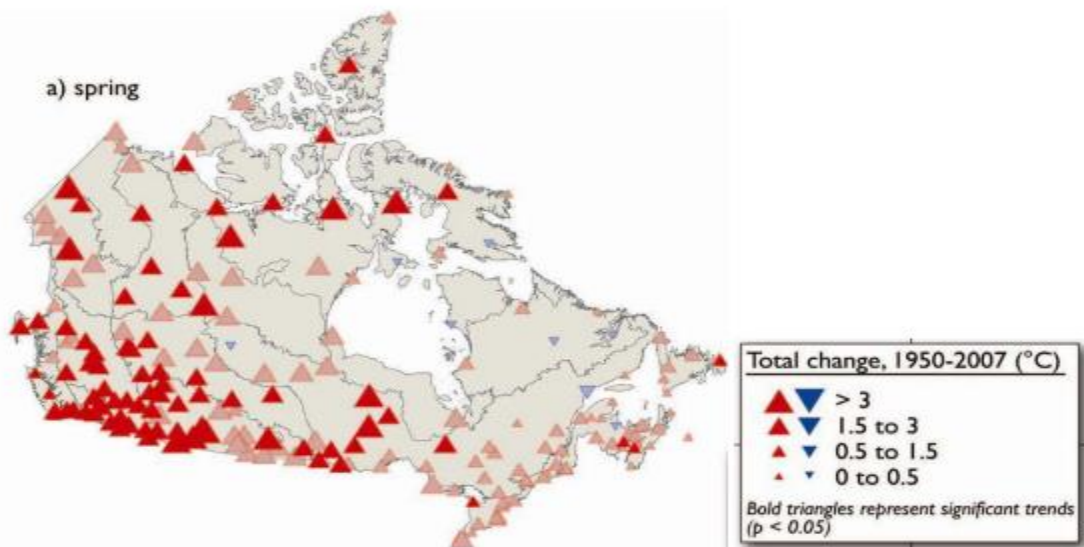 a) spring
Total change, 1950-2007 (°C)
> 3
1.5 to 3
0.5 to 1.5
0 to 0.5
Bold triangles represent significant trends
(p < 0.05)